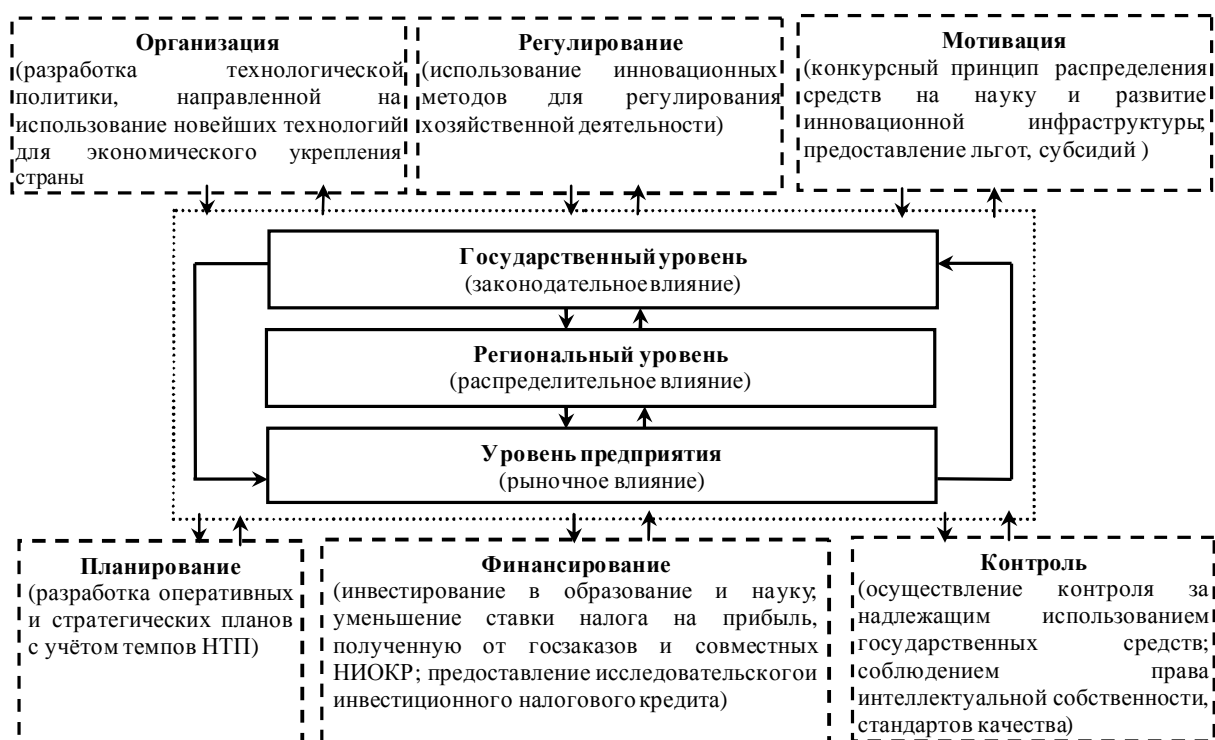 Организация
(разработка технологической
политики, направленной на
использование новейших технологий
для экономического укрепления
страны
Регулирование
(использование инновационных
методов для регулирования
хозяйственной деятельности)
Мотивация
(конкурсный принцип распределения
средств на науку и развитие
инновационной инфраструктуры;
предоставление льгот, субсидий )
Государственный уровень
(законодательное влияние)
Региональный уровень
(распределительное влияние)
Уровень предприятия
(рыночное влияние)
Планирование
(разработка оперативных
и стратегических планов
с учётом темпов НТП)
Финансирование
(инвестирование в образование и науку;
уменьшение ставки налога на прибыль,
полученную от госзаказов и совместных
НИОКР; предоставление исследовательского и
инвестиционного налогового кредита)
Контроль
(осуществление контроля за
надлежащим использованием
государственных средств;
соблюдением права
интеллектуальной собственности,
стандартов качества)